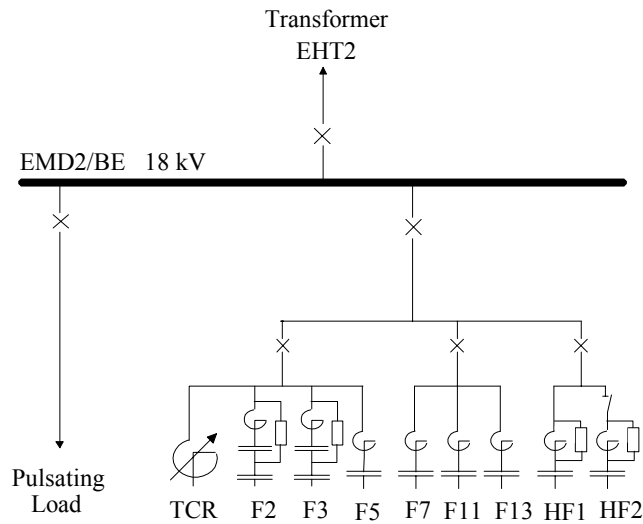 Transformer
EHT2
EMD2/BE 18 kV
Pulsating
Load
TCR F2 F3 F5 F7 F11 F13 HF1 HF2